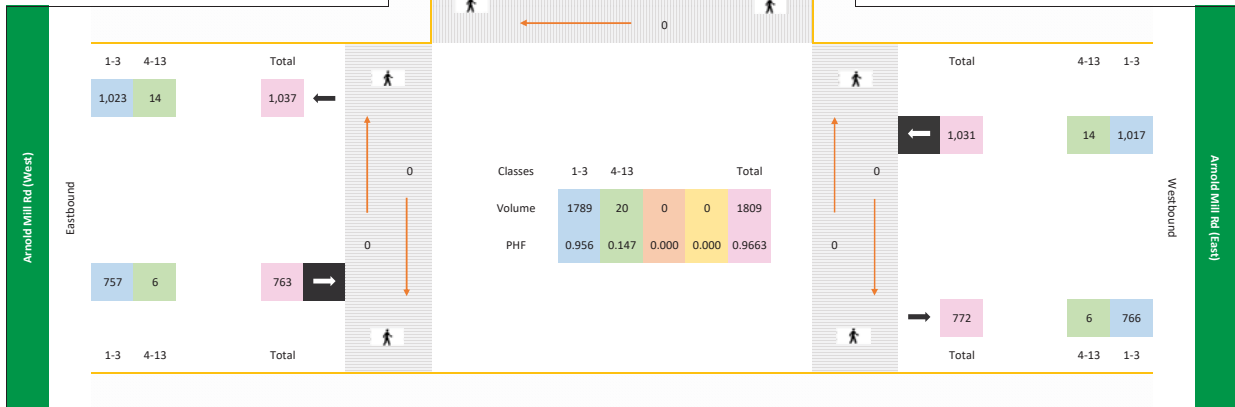 0
1-3 4-13 Total
1,023 14 1,037
Arnold Mill Rd (West)
Eastbound
757 6 763
1-3 4-13 Total
0
0
Classes 1-3 4-13 Total
Volume 1789 20 0 0 1809
PHF 0.956 0.147 0.000 0.000 0.9663
0
0
Total 4-13 1-3
1,031 14 1,017
Westbound
Arnold Mill Rd (East)
772 6 766
Total 4-13 1-3